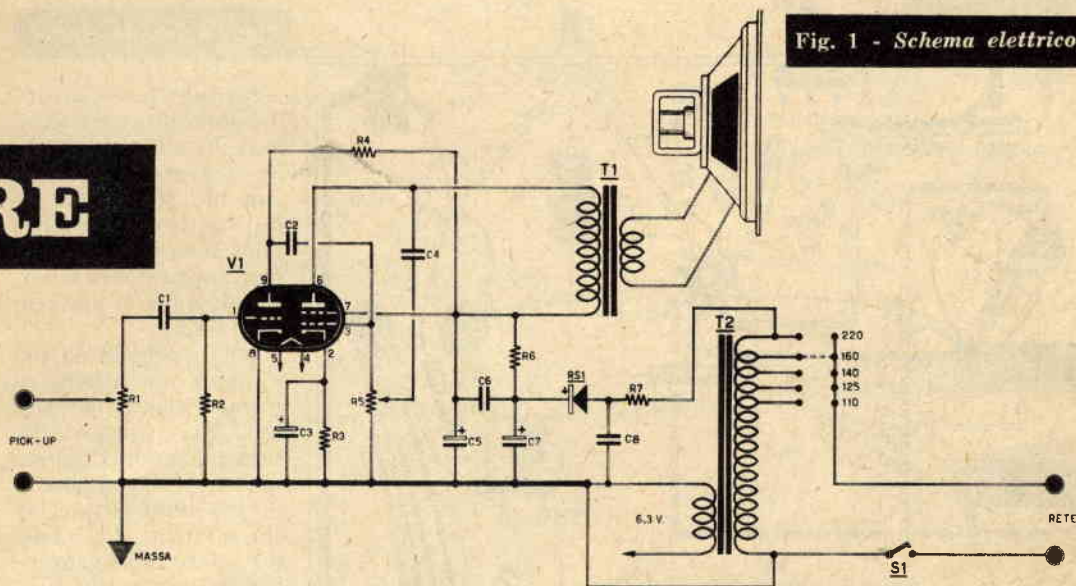 Fig. 1 - Schema elettrico
RE
R4
T1
C2
C4
V1
9
6
C1
1
7
3
8
5
4
2
T2
220
160
140
125
110
R6
RS1
R7
+
R1
R2
R5
C6
PICK-UP
+
C3
R3
+
C5
+
C7
C8
6.3 V.
RETE
MASSA
S1